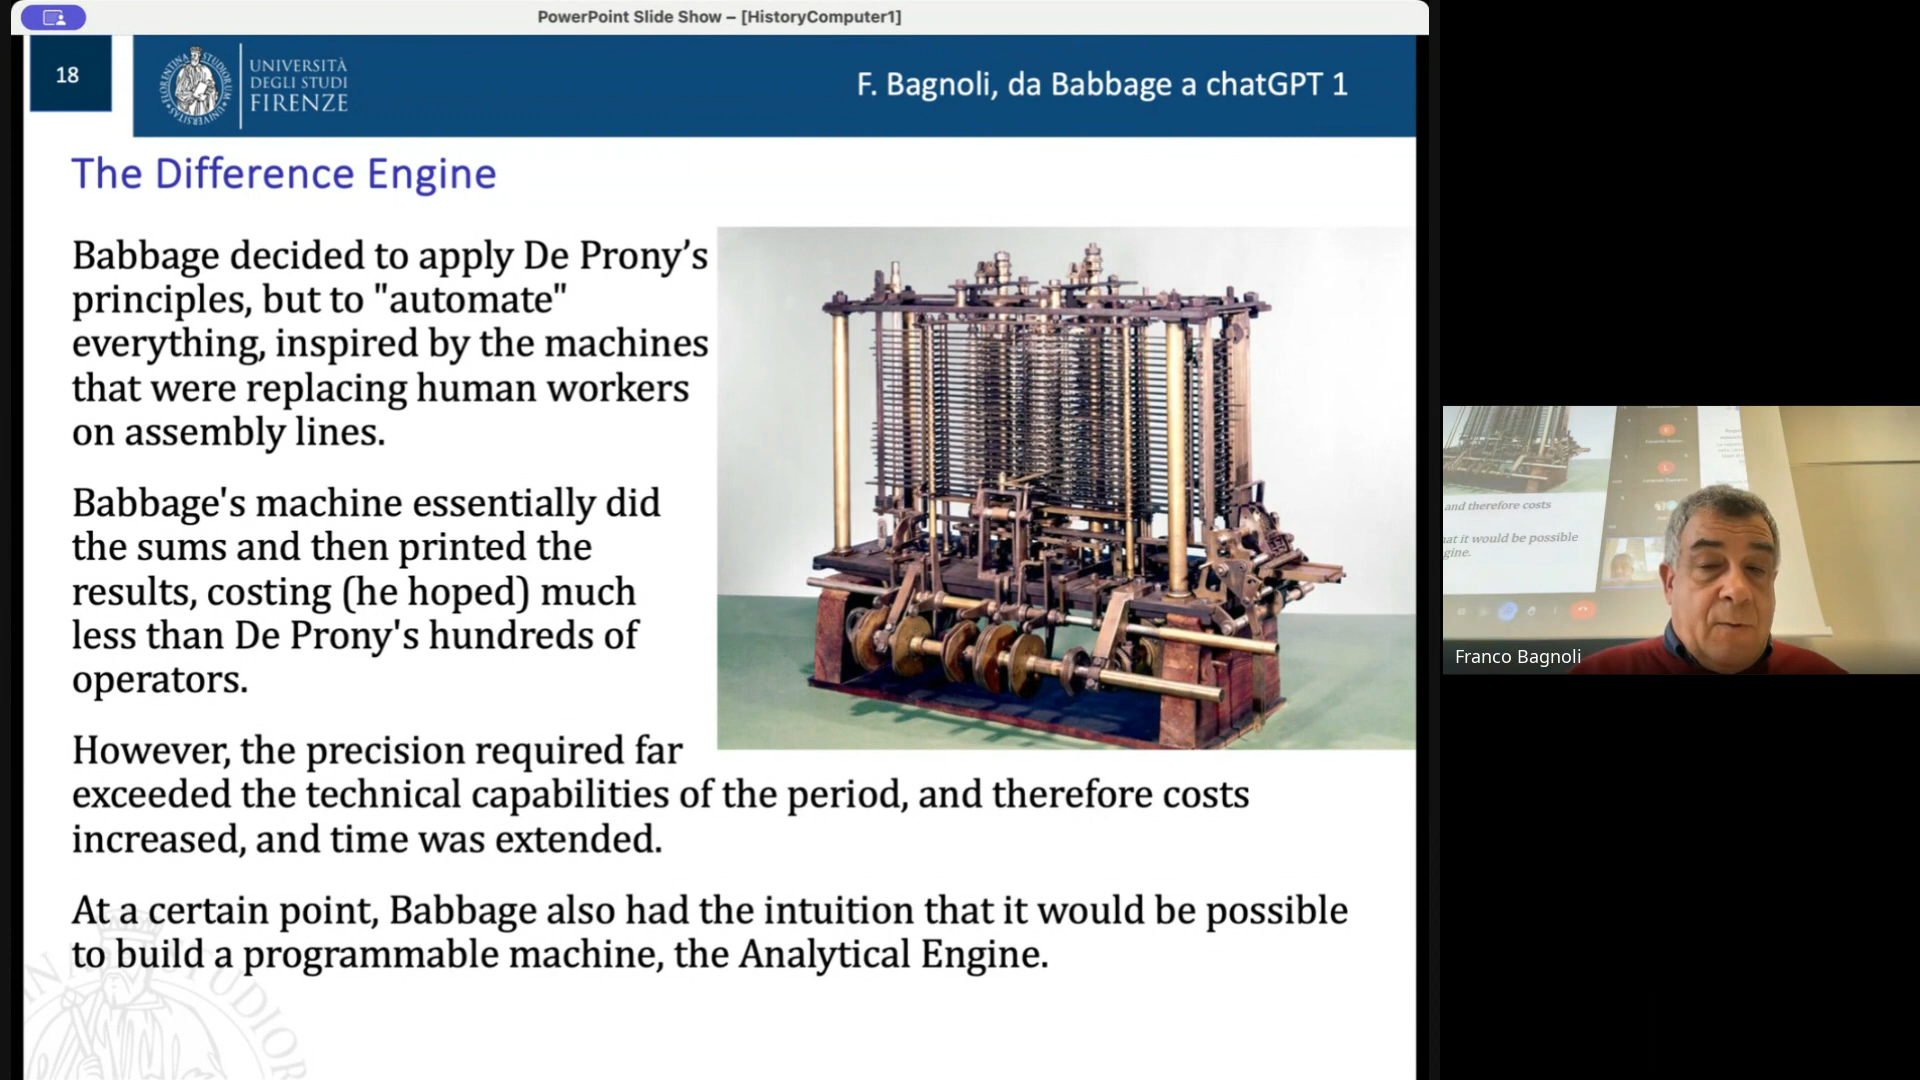 PowerPoint Slide Show – [HistoryComputer1]
18
UNIVERSITÀ
DEGLI STUDI
FIRENZE
F. Bagnoli, da Babbage a chatGPT 1
The Difference Engine
Babbage decided to apply De Prony’s
principles, but to "automate"
everything, inspired by the machines
that were replacing human workers
on assembly lines.
Babbage's machine essentially did
the sums and then printed the
results, costing (he hoped) much
less than De Prony's hundreds of
operators.
However, the precision required far
exceeded the technical capabilities of the period, and therefore costs
increased, and time was extended.
At a certain point, Babbage also had the intuition that it would be possible
to build a programmable machine, the Analytical Engine.
and therefore costs
at it would be possible
gine.
Franco Bagnoli